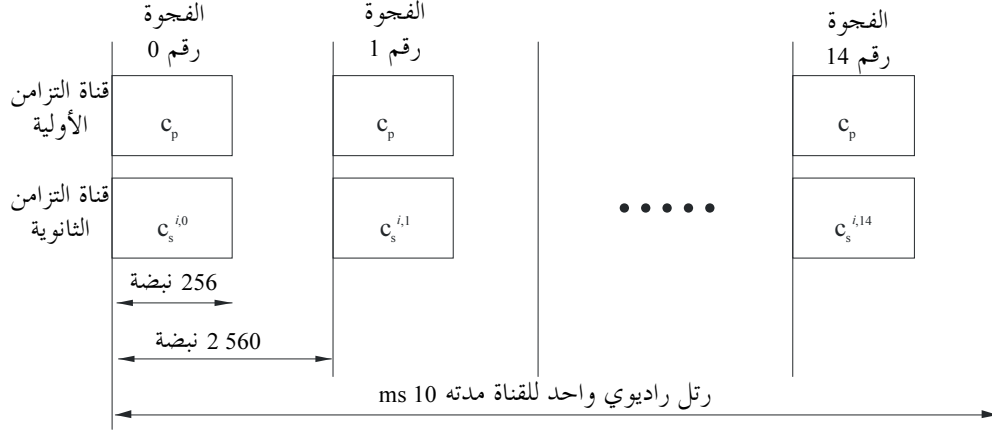 الفجوة
رقم 0
الفجوة
رقم 1
الفجوة
رقم 14
قناة التزامن
الأولية
c_p
c_p
c_p
قناة التزامن
الثانوية
c_s^{i,0}
c_s^{i,1}
c_s^{i,14}
256 نبضة
2 560 نبضة
رتل راديوي واحد للقناة مدته 10 ms